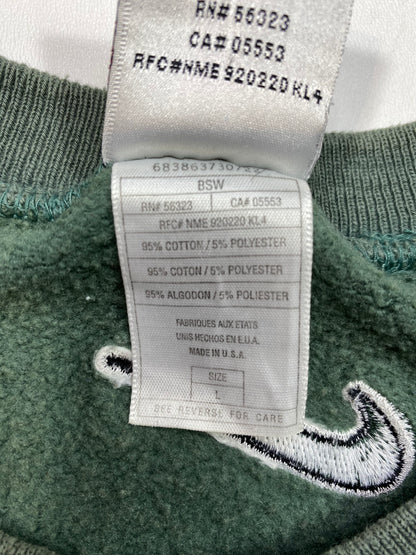 RN# 56323
CA# 05553
RFC#NME 920220 KL4
BSW
RN# 56323 CA# 05553
RFC# NME 920220 KL4
95% COTTON / 5% POLYESTER
95% COTON / 5% POLYESTER
95% ALGODON / 5% POLIESTER
FABRIQUES AUX ETATS
UNIS HECHOS EN E.U.A.
MADE IN U.S.A.
SIZE
L
SEE REVERSE FOR CARE